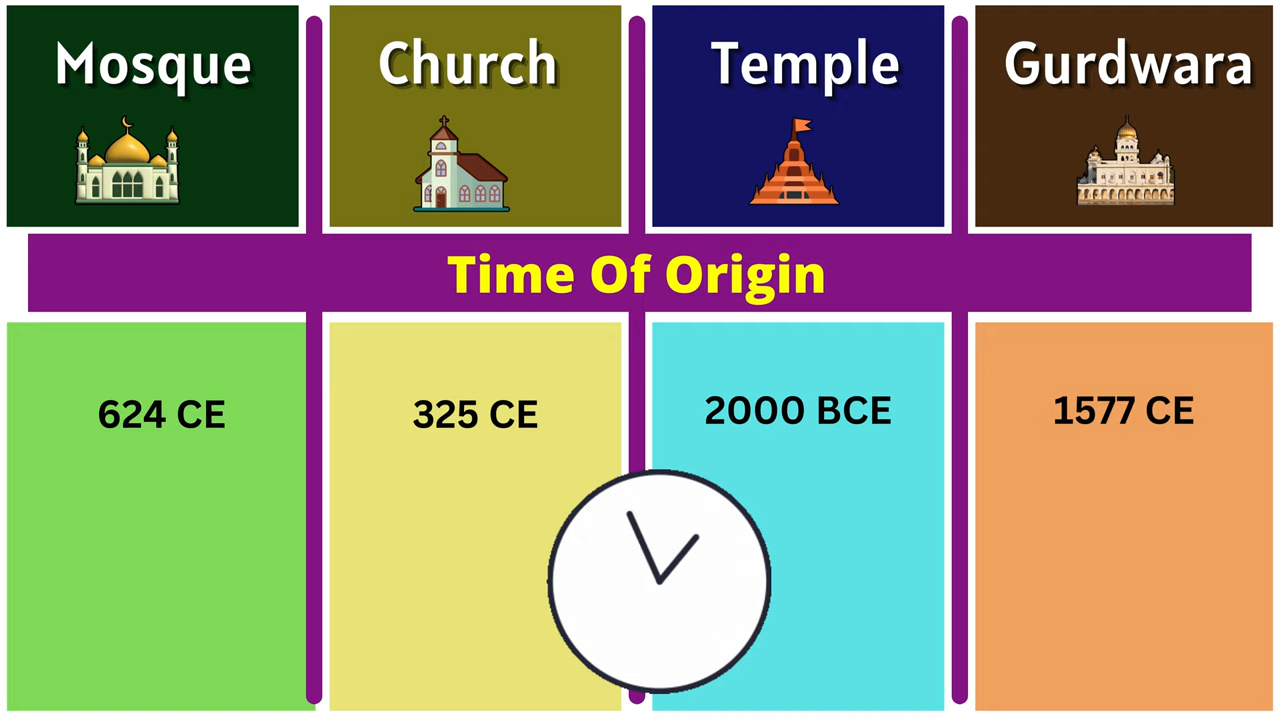 Mosque
Church
Temple
Gurdwara
Time Of Origin
624 CE
325 CE
2000 BCE
1577 CE